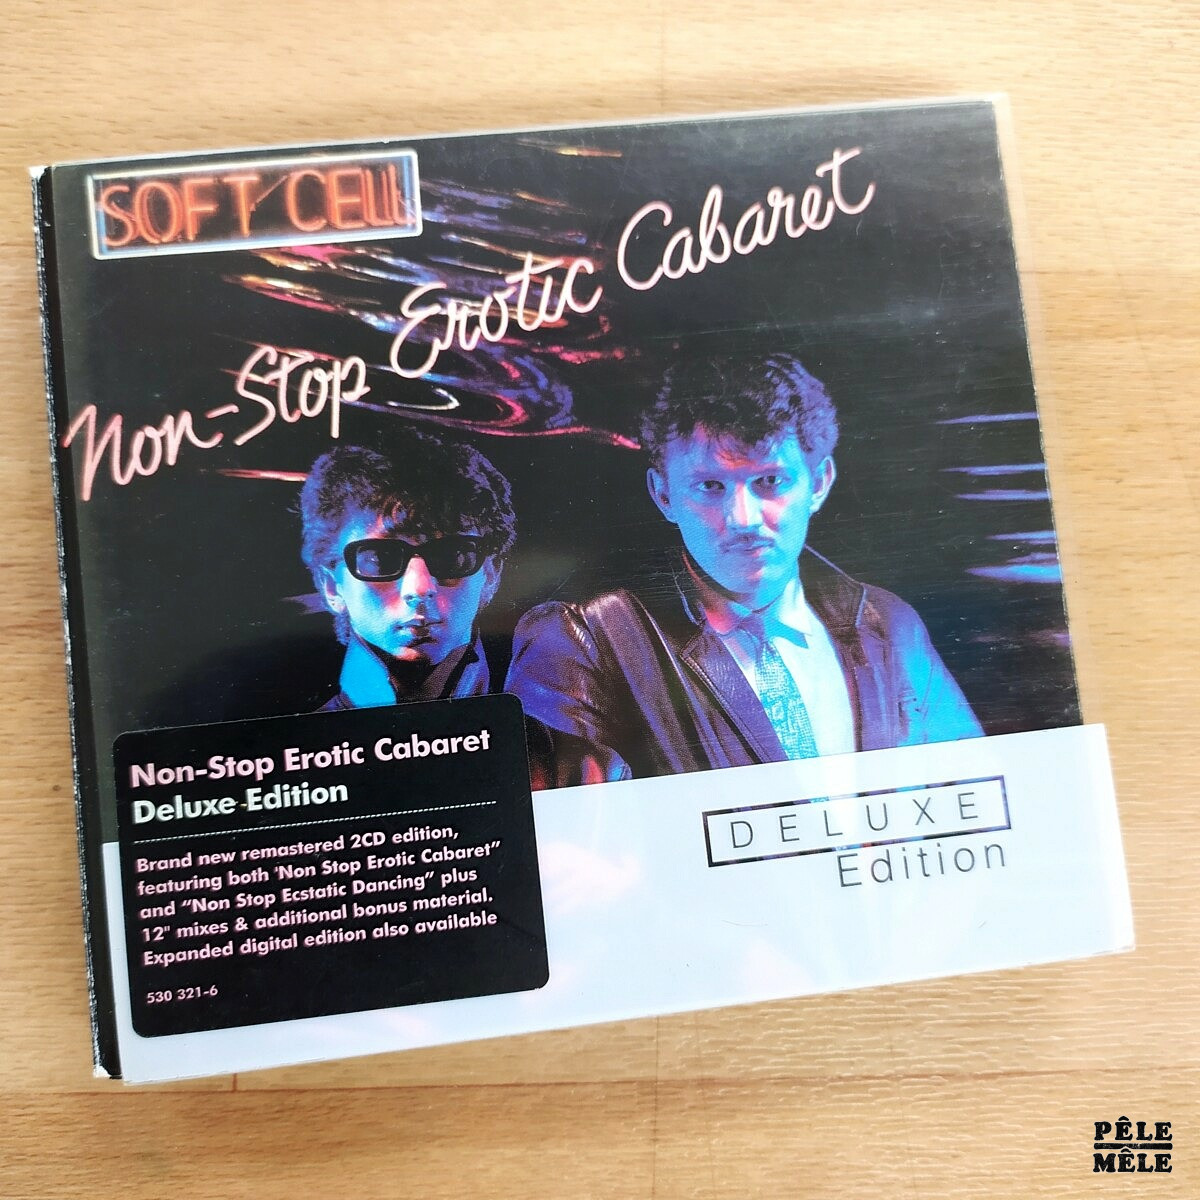 SOFT CELL
Non-Stop Erotic Cabaret
Non-Stop Erotic Cabaret
Deluxe Edition
Brand new remastered 2CD edition,
featuring both 'Non Stop Erotic Cabaret”
and “Non Stop Ecstatic Dancing” plus
12" mixes & additional bonus material.
Expanded digital edition also available
530 321-6
DELUXE
Edition
PÊLE
MÊLE